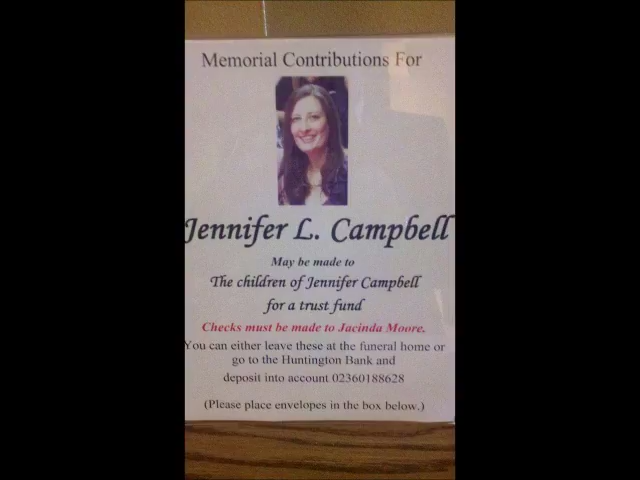 Memorial Contributions For
Jennifer L. Campbell
May be made to
The children of Jennifer Campbell
for a trust fund
Checks must be made to Jacinda Moore.
You can either leave these at the funeral home or
go to the Huntington Bank and
deposit into account 02360188628
(Please place envelopes in the box below.)